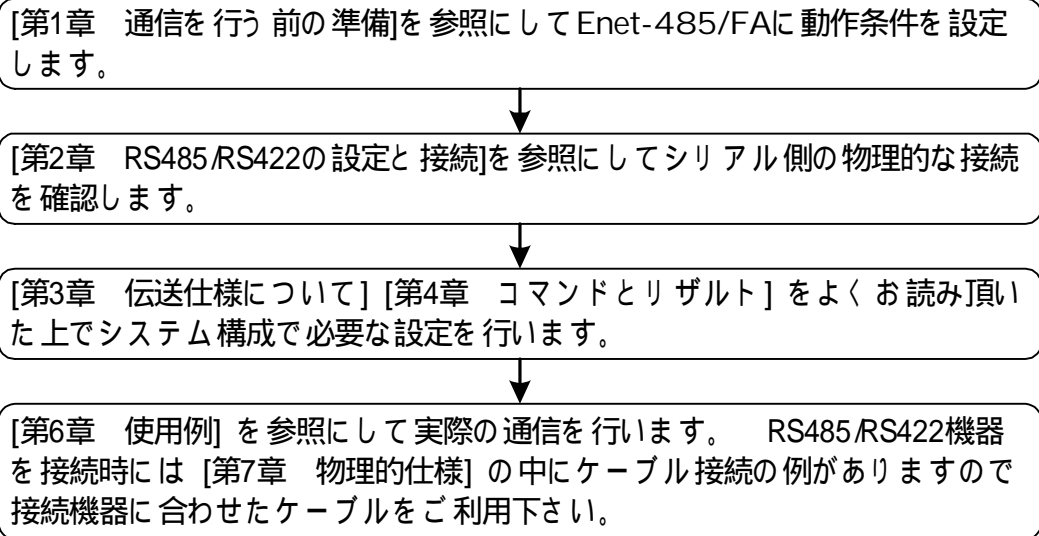 [第1章　通信を行う前の準備]を参照にしてEnet-485/FAに動作条件を設定
します。
[第2章　RS485/RS422の設定と接続]を参照にしてシリアル側の物理的な接続
を確認します。
[第3章　伝送仕様について] [第4章　コマンドとリザルト] をよくお読み頂い
た上でシステム構成で必要な設定を行います。
[第6章　使用例] を参照にして実際の通信を行います。　RS485/RS422機器
を接続時には [第7章　物理的仕様] の中にケーブル接続の例がありますので
接続機器に合わせたケーブルをご利用下さい。